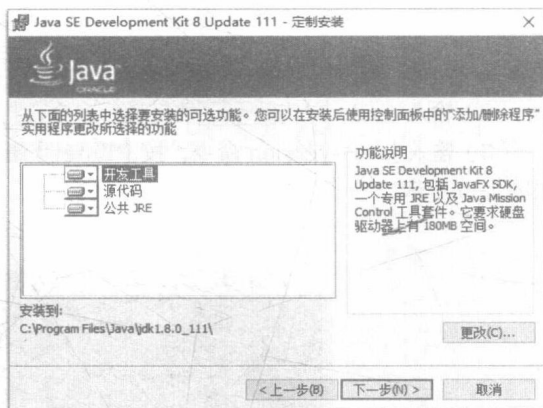 Java SE Development Kit 8 Update 111 - 定制安装
Java
ORACLE
从下面的列表中选择要安装的可选功能。您可以在安装后使用控制面板中的“添加/删除程序”
实用程序更改所选择的功能
开发工具
源代码
公共 JRE
功能说明
Java SE Development Kit 8
Update 111, 包括 JavaFX SDK,
一个专用 JRE 以及 Java Mission
Control 工具套件。它要求硬盘
驱动器上有 180MB 空间。
安装到:
C:\Program Files\Java\jdk1.8.0_111\
更改(C)...
<上一步(B)
下一步(N) >
取消